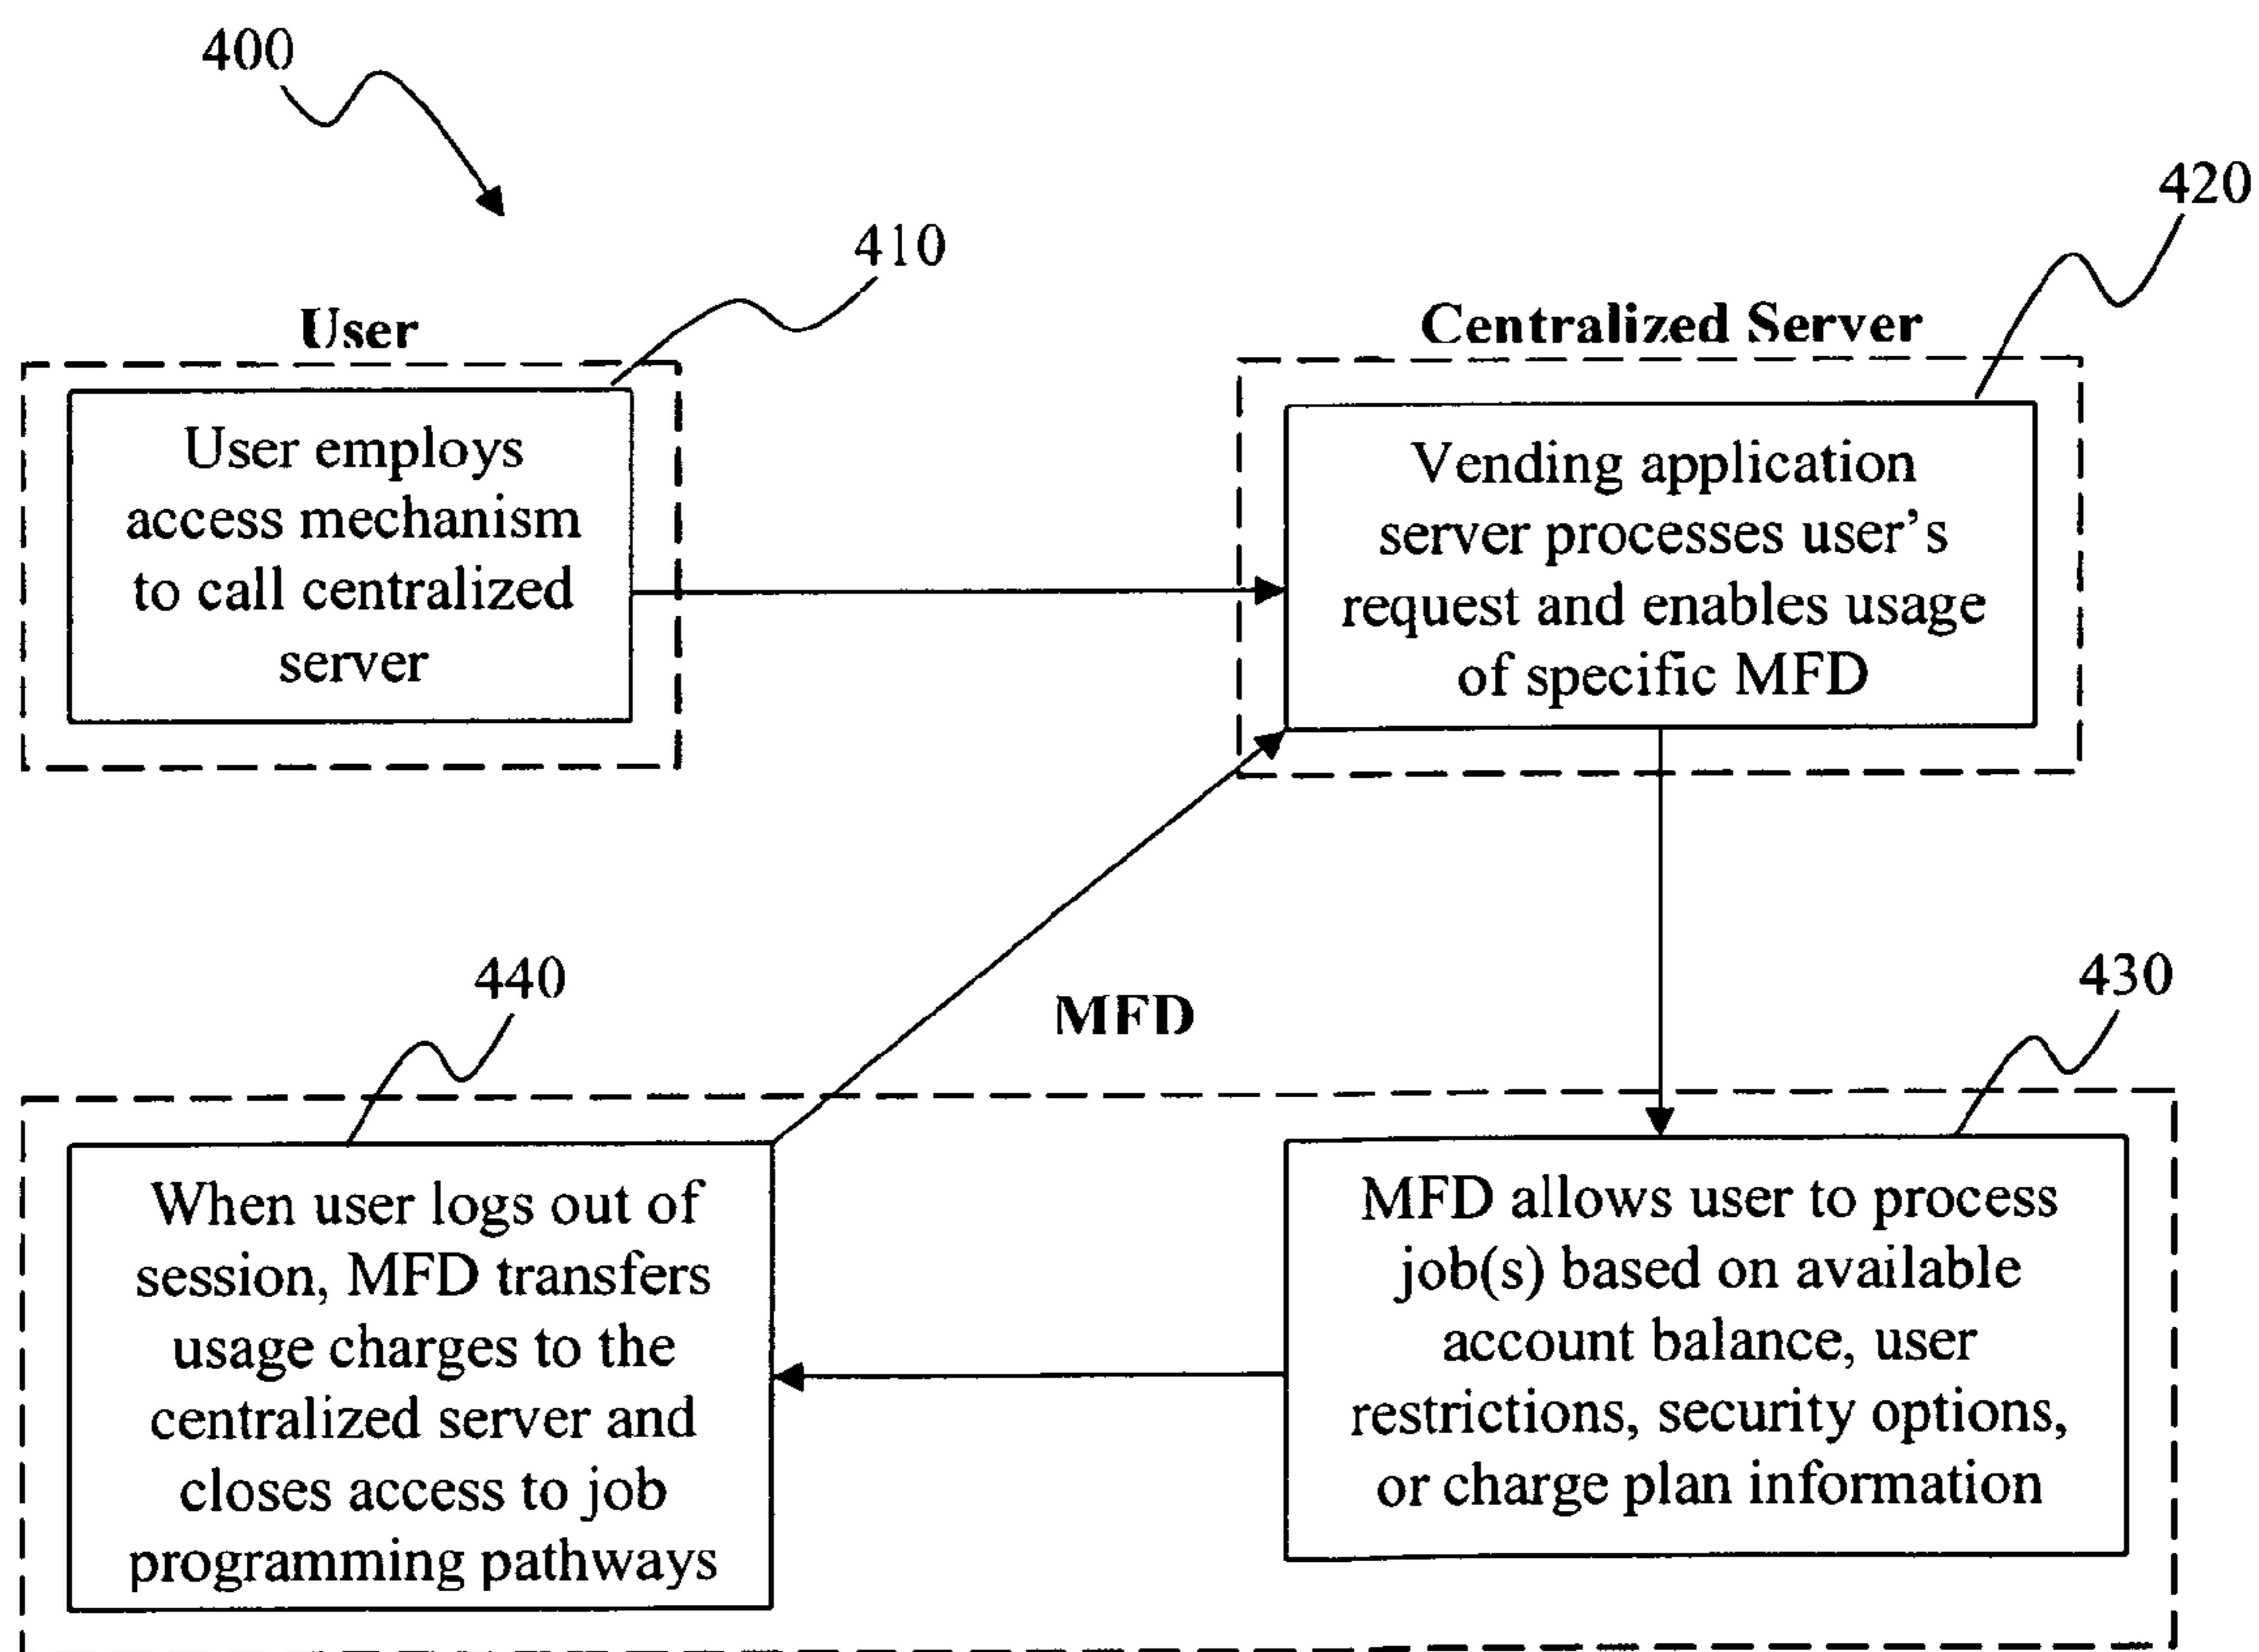 400
410
420
User
Centralized Server
User employs
access mechanism
to call centralized
server
Vending application
server processes user's
request and enables usage
of specific MFD
440
MFD
430
When user logs out of
session, MFD transfers
usage charges to the
centralized server and
closes access to job
programming pathways
MFD allows user to process
job(s) based on available
account balance, user
restrictions, security options,
or charge plan information